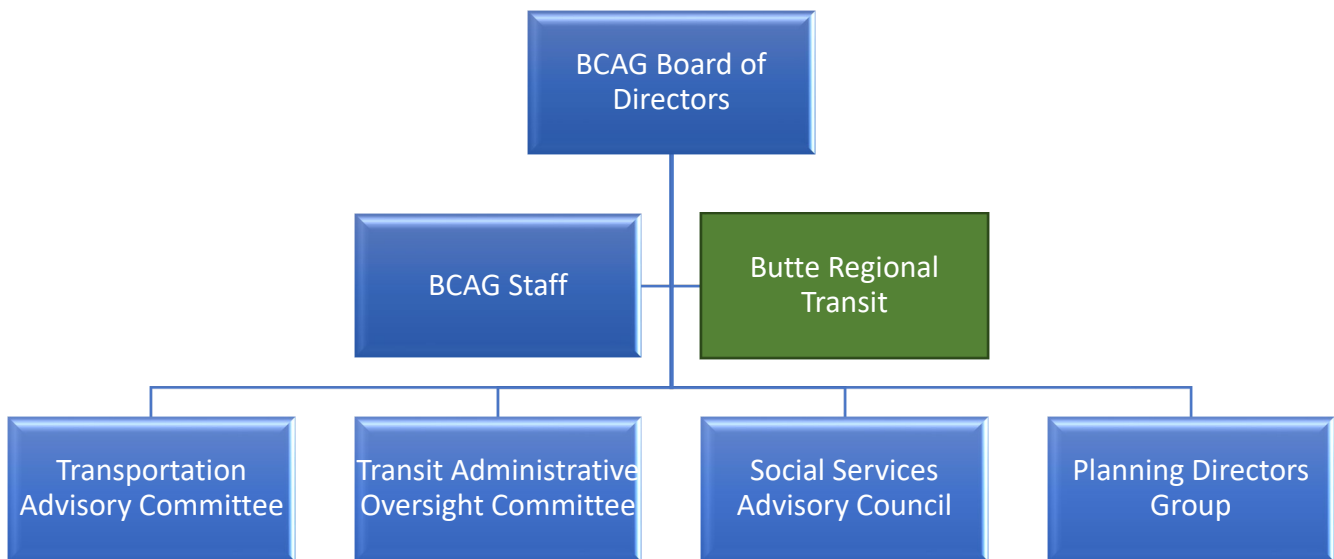 BCAG Board of
Directors
BCAG Staff
Butte Regional
Transit
Transportation
Advisory Committee
Transit Administrative
Oversight Committee
Social Services
Advisory Council
Planning Directors
Group